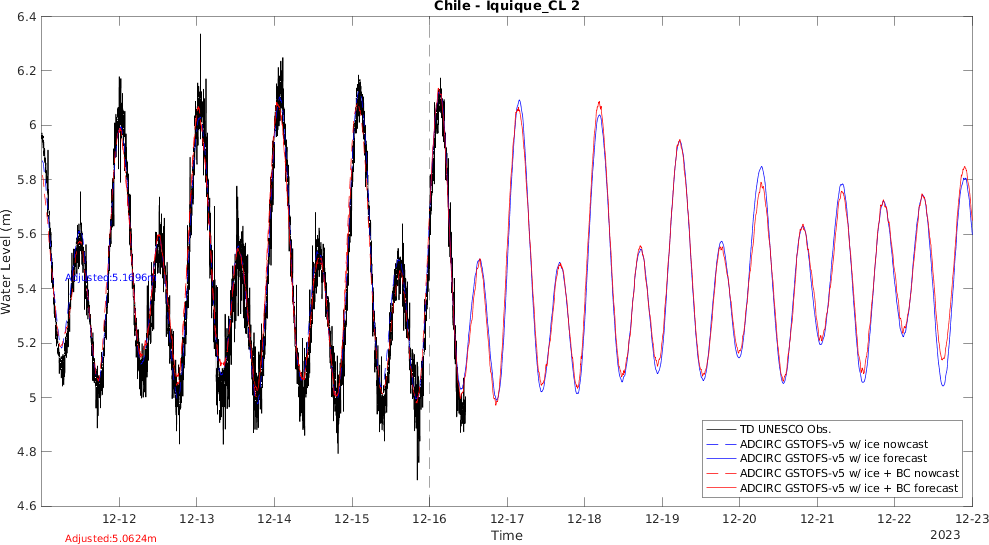 Chile - Iquique_CL 2
6.4
6.2
6
5.8
5.6
5.4
5.2
5
4.8
4.6
Water Level (m)
Adjusted:5.1696m
TD UNESCO Obs.
ADCIRC GSTOFS-v5 w/ ice nowcast
ADCIRC GSTOFS-v5 w/ ice forecast
ADCIRC GSTOFS-v5 w/ ice + BC nowcast
ADCIRC GSTOFS-v5 w/ ice + BC forecast
12-12 12-13 12-14 12-15 12-16 12-17 12-18 12-19 12-20 12-21 12-22 12-23
Time
2023
Adjusted:5.0624m